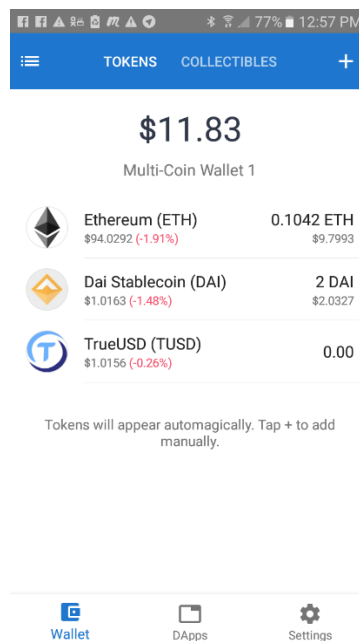 77% 12:57 PM
TOKENS COLLECTIBLES +
$11.83
Multi-Coin Wallet 1
Ethereum (ETH) 0.1042 ETH
$94.0292 (-1.91%) $9.7993
Dai Stablecoin (DAI) 2 DAI
$1.0163 (-1.48%) $2.0327
TrueUSD (TUSD) 0.00
$1.0156 (-0.26%)
Tokens will appear automagically. Tap + to add
manually.
Wallet DApps Settings